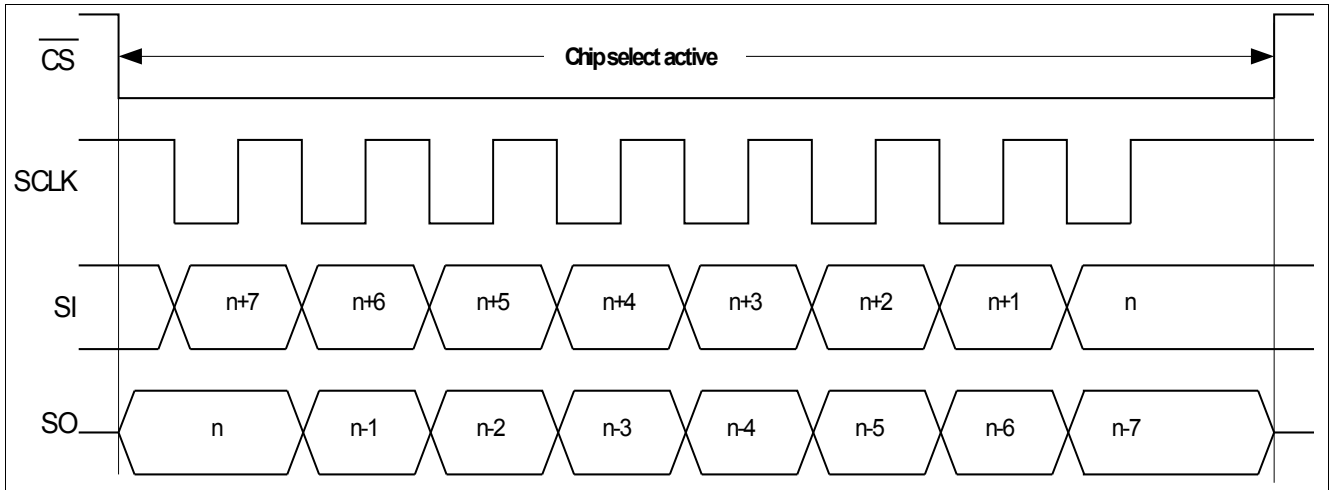 CS
Chip select active
SCLK
SI
n+7 n+6 n+5 n+4 n+3 n+2 n+1 n
SO
n n-1 n-2 n-3 n-4 n-5 n-6 n-7